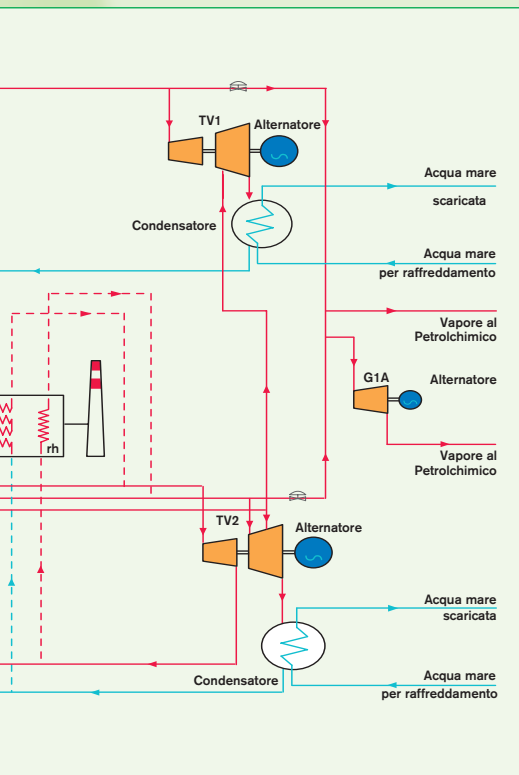 TV1
Alternatore
Acqua mare
scaricata
Condensatore
Acqua mare
per raffreddamento
Vapore al
Petrolchimico
G1A
Alternatore
rh
Vapore al
Petrolchimico
TV2
Alternatore
Acqua mare
scaricata
Condensatore
Acqua mare
per raffreddamento